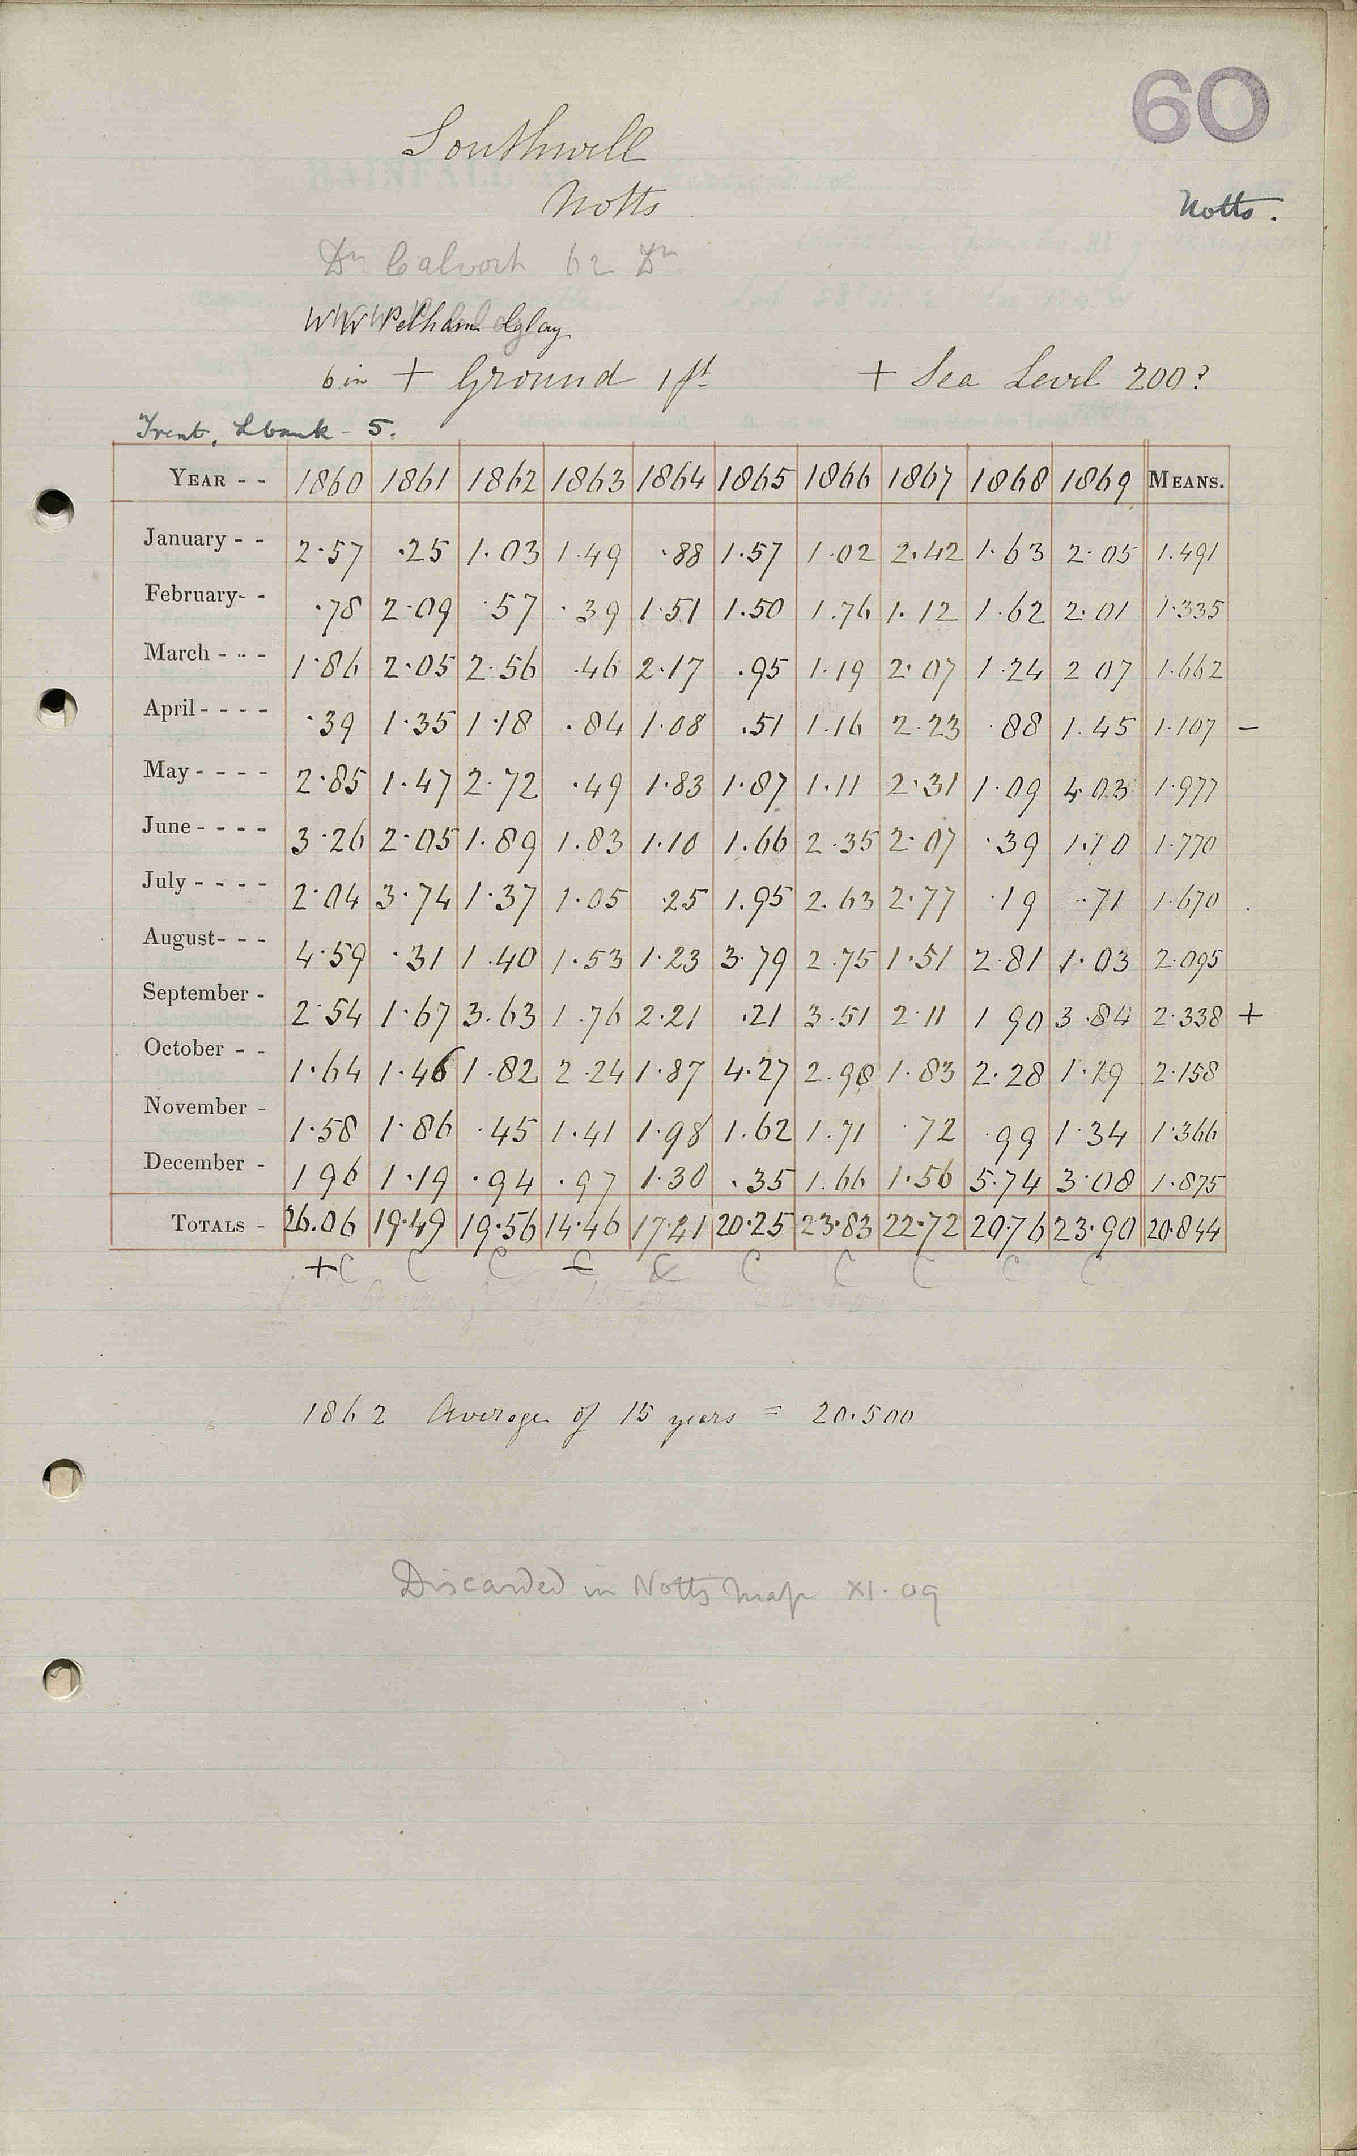 60
Southwell
Notts
Notts.
Dr Calvert 62 Dr
W W Pelham
6 in + Ground 1 ft + Sea Level 200?
Trent, L bank - 5.
YEAR - - 1860 1861 1862 1863 1864 1865 1866 1867 1868 1869 MEANS.
January - - 2.57 .25 1.03 1.49 .88 1.57 1.02 2.42 1.63 2.05 1.491
February- - .78 2.09 .57 .39 1.51 1.50 1.76 1.12 1.62 2.01 1.335
March - - - 1.86 2.05 2.56 .46 2.17 .95 1.19 2.07 1.24 2 07 1.662
April - - - - .39 1.35 1.18 .84 1.08 .51 1.16 2.23 .88 1.45 1.107 -
May - - - - 2.85 1.47 2.72 .49 1.83 1.87 1.11 2.31 1.09 4 03 1.977
June - - - - 3.26 2.05 1.89 1.83 1.10 1.66 2.35 2.07 .39 1.10 1.770
July - - - - 2.04 3.74 1.37 1.05 .25 1.95 2.63 2.77 .19 .71 1.670
August- - - 4.59 .31 1.40 1.53 1.23 3.79 2.75 1.51 2.81 1.03 2.095
September - 2.54 1.67 3.63 1.76 2.21 .21 3.51 2.11 1 90 3.84 2.338 +
October - - 1.64 1.46 1.82 2.24 1.87 4.27 2.98 1.83 2.28 1.19 2.158
November - 1.58 1.86 .45 1.41 1.98 1.62 1.71 .72 .99 1.34 1.366
December - 1 96 1.19 .94 .97 1.30 .35 1.66 1.56 5.74 3.08 1.875
TOTALS - 26.06 19.49 19.56 14.46 17.41 20.25 23.83 22.72 20.76 23.90 20.844
+ C C C C C C C C C C
1862 Average of 15 years = 20.500
Discarded in Notts Map XI.09